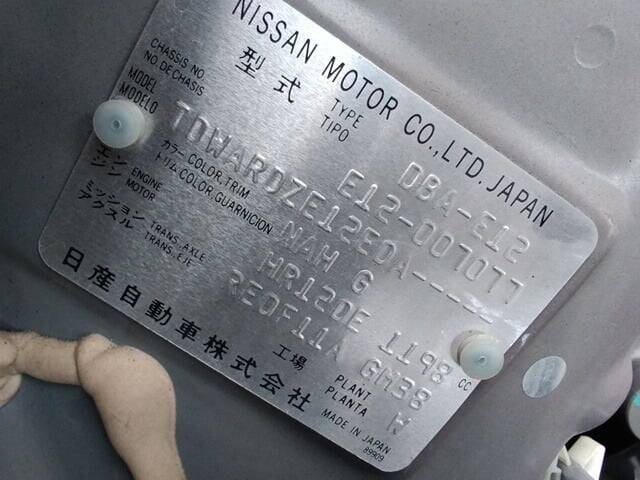 NISSAN MOTOR CO.,LTD. JAPAN
型式 TYPE TIPO DBA-E12
CHASSIS NO. NO. DE CHASIS E12-007077
MODEL MODELO TDWARDZE12EDA-----
カラー COLOR,TRIM トリム COLOR,GUARNICION NAH G
エンジン ENGINE MOTOR HR12DE 1198 cc
ミッション アクスル TRANS.,AXLE TRANS.,EJE RE0F11A GM38
工場 PLANT PLANTA W
日産自動車株式会社 MADE IN JAPAN
89909